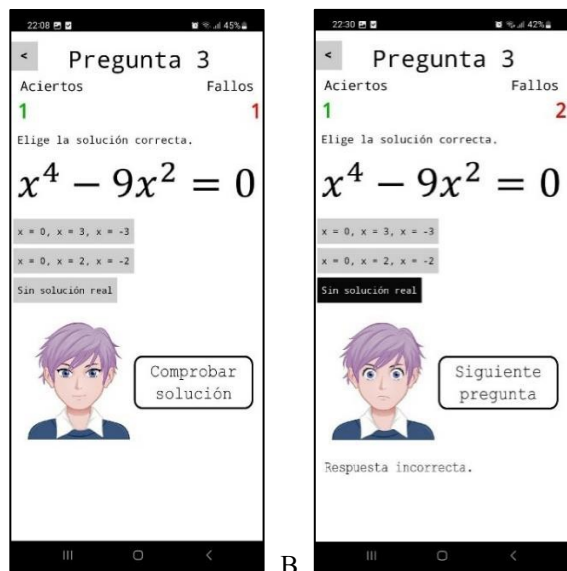 22:08 45%
< Pregunta 3
Aciertos Fallos
1 1
Elige la solución correcta.
x⁴ − 9x² = 0
x = 0, x = 3, x = -3
x = 0, x = 2, x = -2
Sin solución real
Comprobar
solución
B
22:30 42%
< Pregunta 3
Aciertos Fallos
1 2
Elige la solución correcta.
x⁴ − 9x² = 0
x = 0, x = 3, x = -3
x = 0, x = 2, x = -2
Sin solución real
Siguiente
pregunta
Respuesta incorrecta.